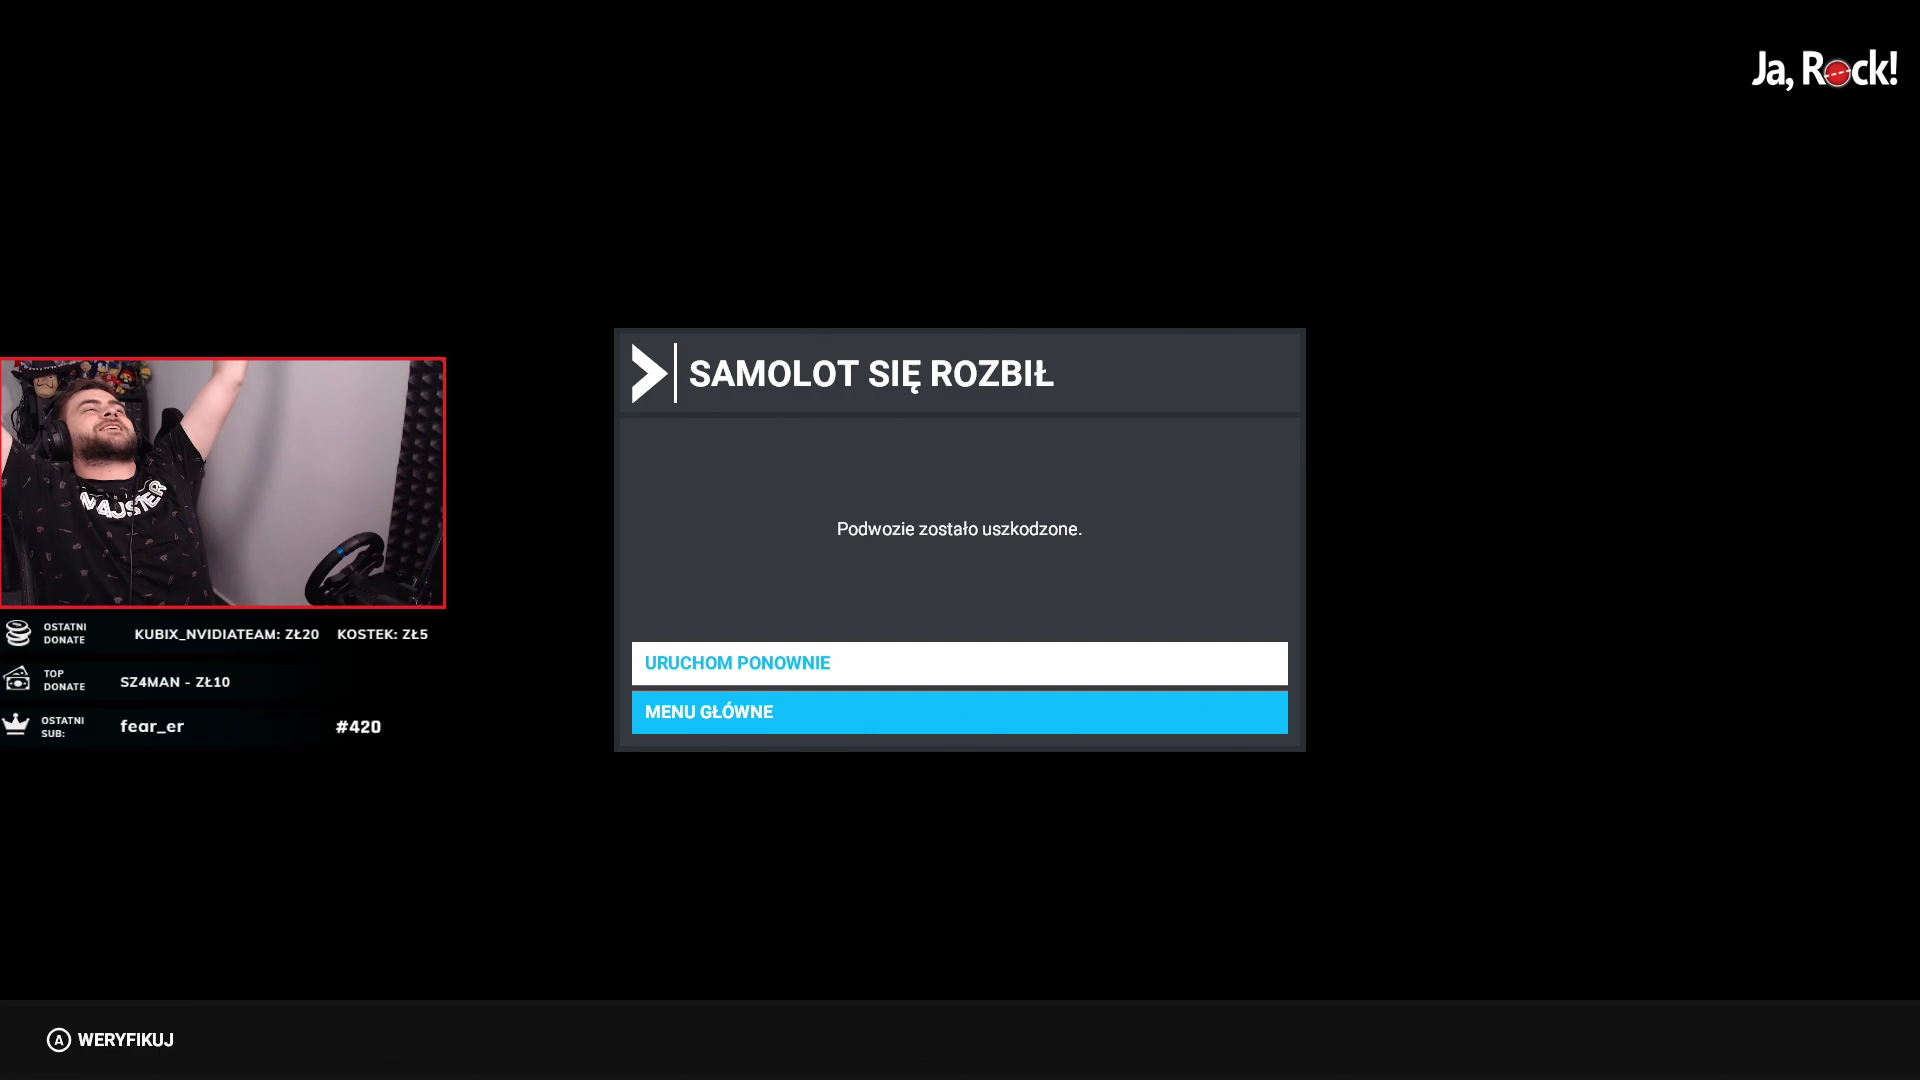 Ja, Rock!
SAMOLOT SIĘ ROZBIŁ
Podwozie zostało uszkodzone.
URUCHOM PONOWNIE
MENU GŁÓWNE
MAJSTER
OSTATNI
DONATE
KUBIX_NVIDIATEAM: ZŁ20 KOSTEK: ZŁ5
TOP
DONATE
SZ4MAN - ZŁ10
OSTATNI
SUB:
fear_er #420
A WERYFIKUJ